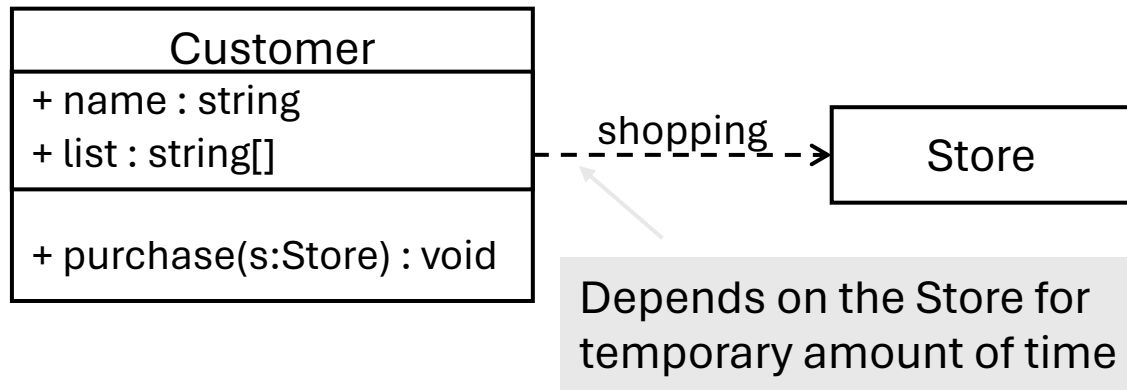 Customer
+ name : string
+ list : string[]
+ purchase(s:Store) : void
shopping
Store
Depends on the Store for
temporary amount of time